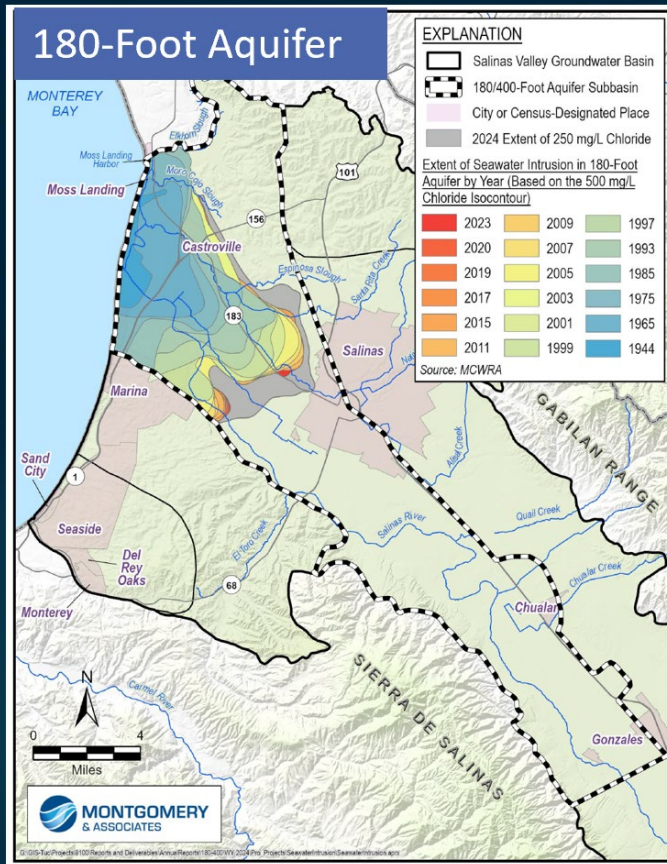 180-Foot Aquifer
EXPLANATION
Salinas Valley Groundwater Basin
180/400-Foot Aquifer Subbasin
City or Census-Designated Place
2024 Extent of 250 mg/L Chloride
Extent of Seawater Intrusion in 180-Foot
Aquifer by Year (Based on the 500 mg/L
Chloride Isocontour)
2023 2009 1997
2020 2007 1993
2019 2005 1985
2017 2003 1975
2015 2001 1965
2011 1999 1944
Source: MCWRA
MONTEREY
BAY
Elkhorn Slough
Moss Landing
Harbor
Moss Landing
Moro Cojo Slough
101
156
Castroville
Espinosa Slough
Santa Rita Creek
183
Salinas
Marina
Alisal Creek
GABILAN RANGE
Sand
City
1
Seaside
Salinas River
Quail Creek
El Toro Creek
Del
Rey
Oaks
68
Chualar Creek
Monterey
Chualar
SIERRA DE SALINAS
Carmel River
Gonzales
N
0 4
Miles
MONTGOMERY
& ASSOCIATES